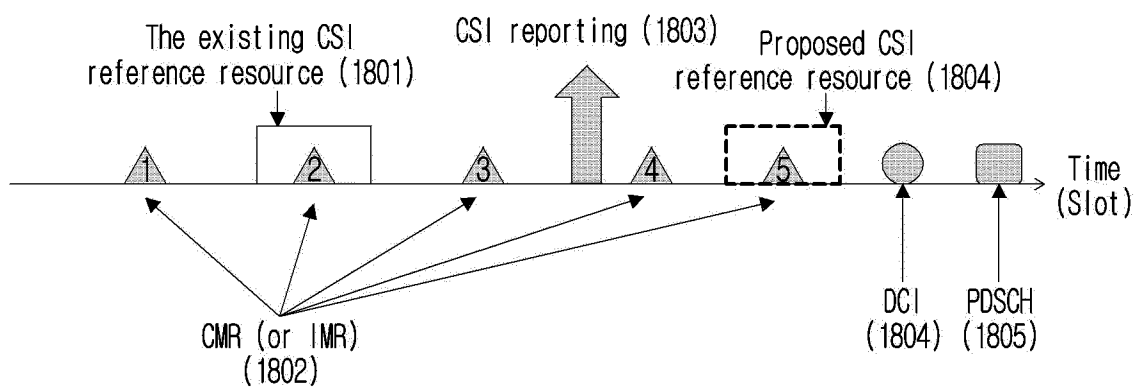 The existing CSI
reference resource (1801)
CSI reporting (1803)
Proposed CSI
reference resource (1804)
1
2
3
4
5
Time
(Slot)
CMR (or IMR)
(1802)
DCI
(1804)
PDSCH
(1805)